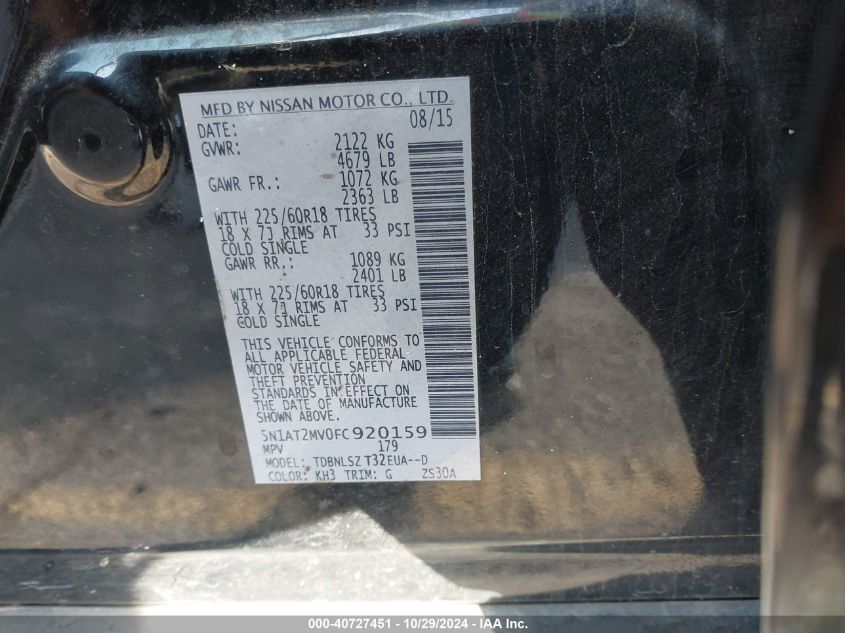 MFD BY NISSAN MOTOR CO., LTD.
DATE: 08/15
GVWR: 2122 KG
4679 LB
GAWR FR.: 1072 KG
2363 LB
WITH 225/60R18 TIRES
18 X 7J RIMS AT 33 PSI
COLD SINGLE
GAWR RR.: 1089 KG
2401 LB
WITH 225/60R18 TIRES
18 X 7J RIMS AT 33 PSI
COLD SINGLE
THIS VEHICLE CONFORMS TO
ALL APPLICABLE FEDERAL
MOTOR VEHICLE SAFETY AND
THEFT PREVENTION
STANDARDS IN EFFECT ON
THE DATE OF MANUFACTURE
SHOWN ABOVE.
5N1AT2MV0FC920159
MPV 179
MODEL: TDBNLSZ T32EUA--D
COLOR: KH3 TRIM: G ZS30A
000-40727451 - 10/29/2024 - IAA Inc.